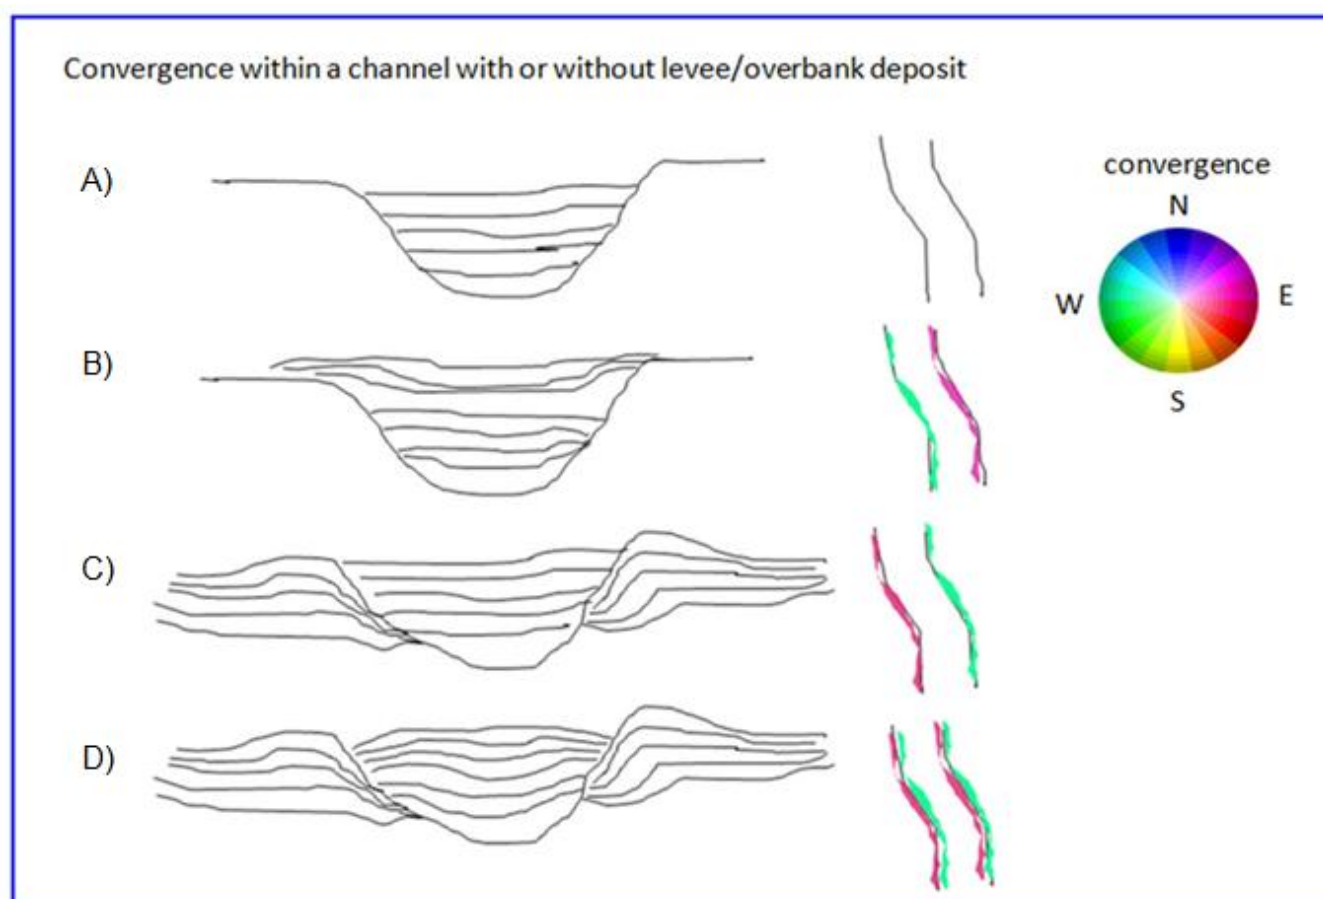 Convergence within a channel with or without levee/overbank deposit
A)
convergence
N
W
E
S
B)
C)
D)